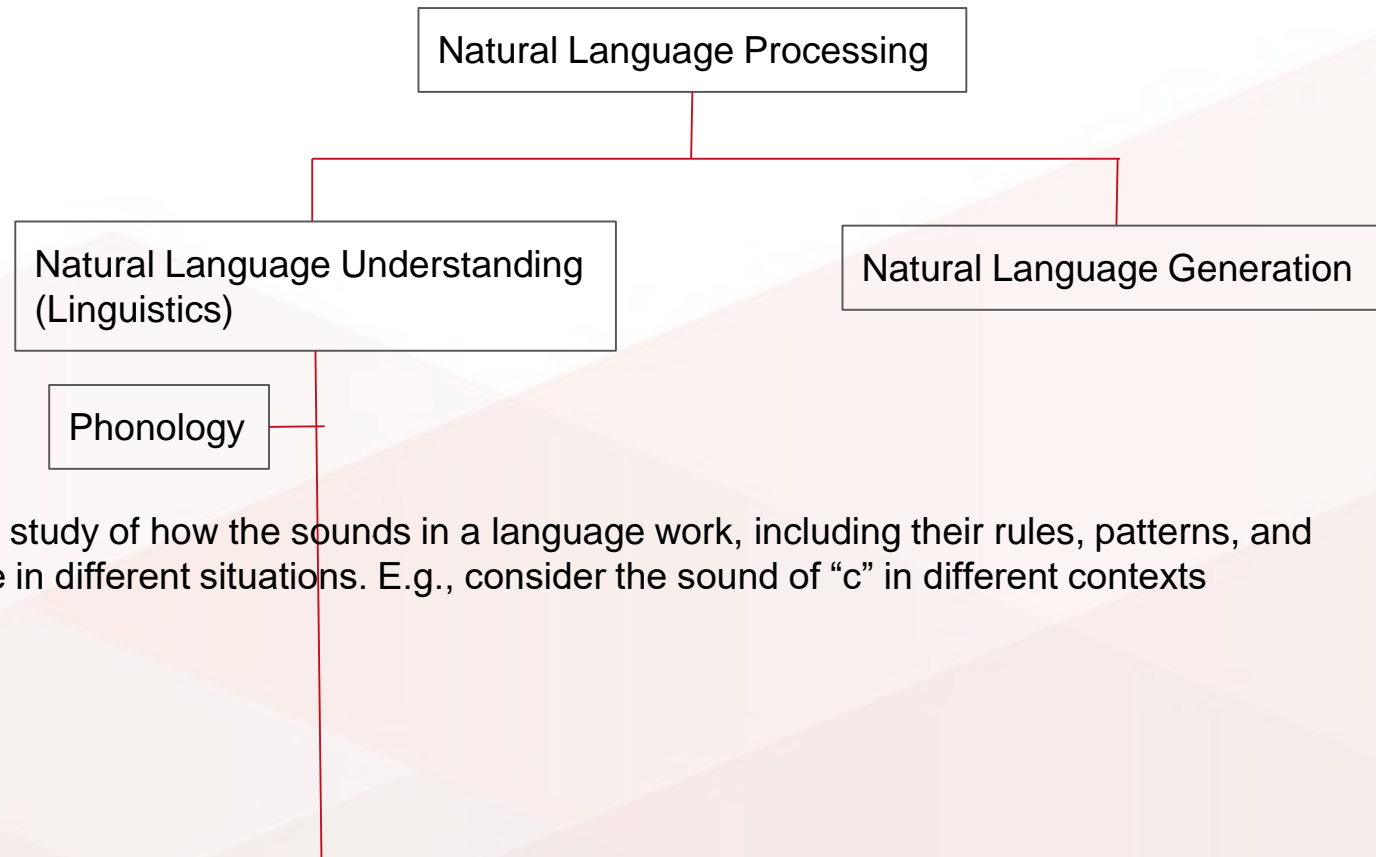 Natural Language Processing
Natural Language Understanding
(Linguistics)
Natural Language Generation
Phonology
study of how the sounds in a language work, including their rules, patterns, and
in different situations. E.g., consider the sound of “c” in different contexts